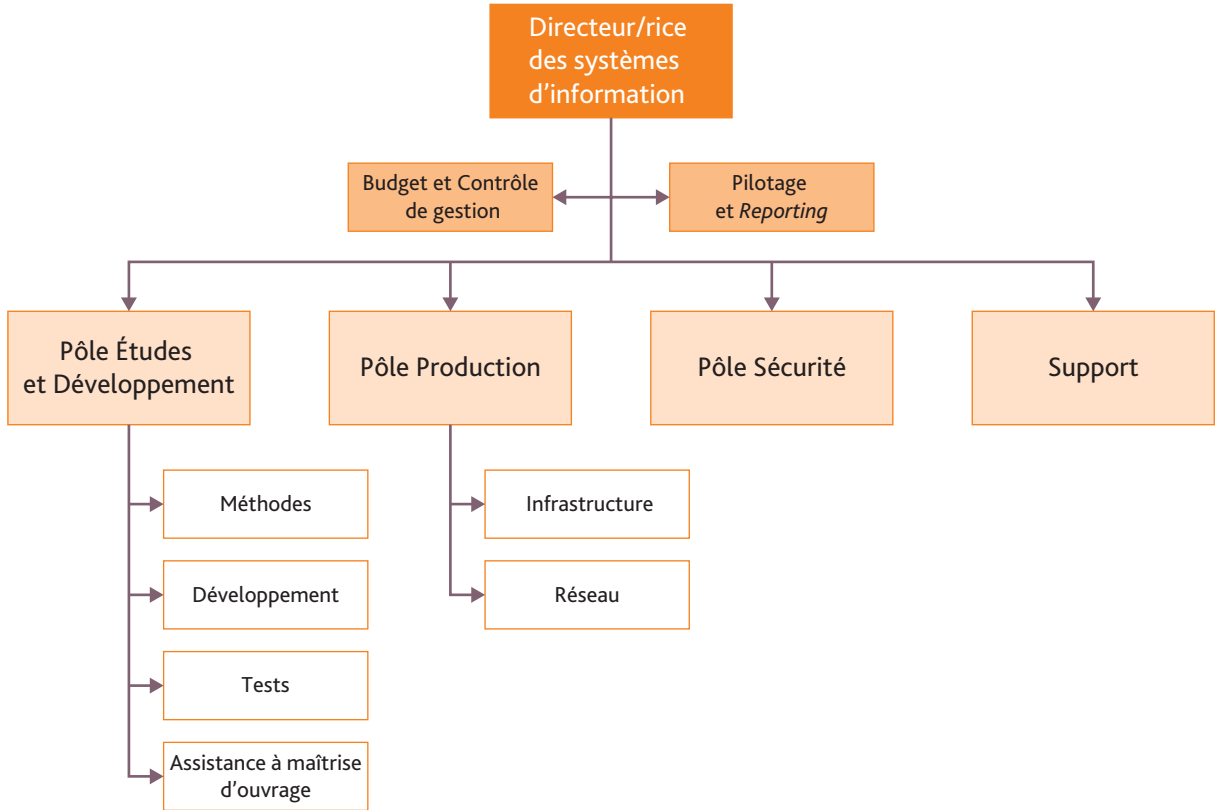 Directeur/rice
des systèmes
d'information
Budget et Contrôle
de gestion
Pilotage
et Reporting
Pôle Études
et Développement
Pôle Production
Pôle Sécurité
Support
Méthodes
Développement
Tests
Assistance à maîtrise
d'ouvrage
Infrastructure
Réseau